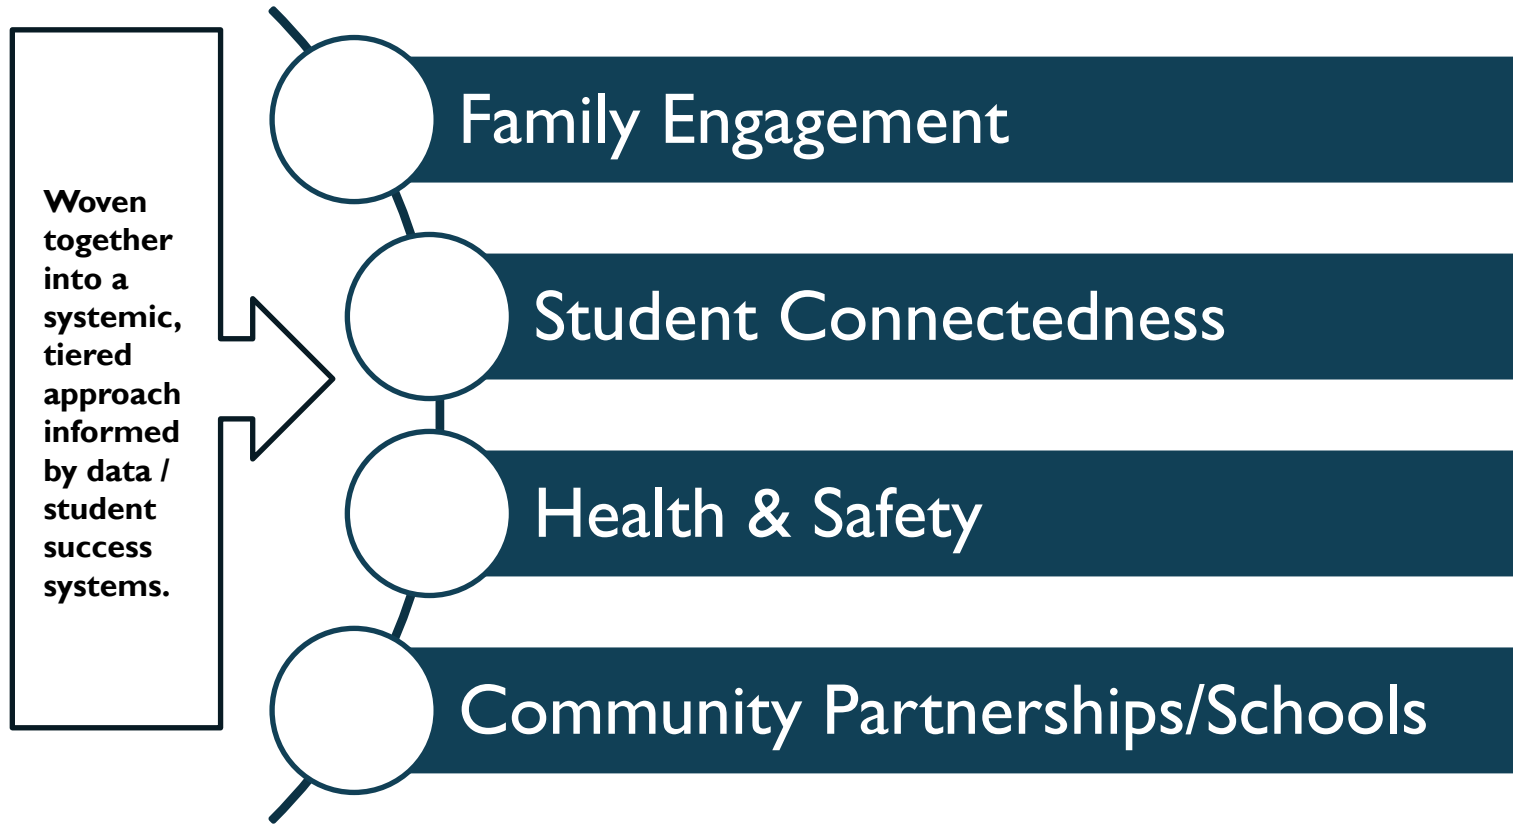 Woven
together
into a
systemic,
tiered
approach
informed
by data /
student
success
systems.
Family Engagement
Student Connectedness
Health & Safety
Community Partnerships/Schools